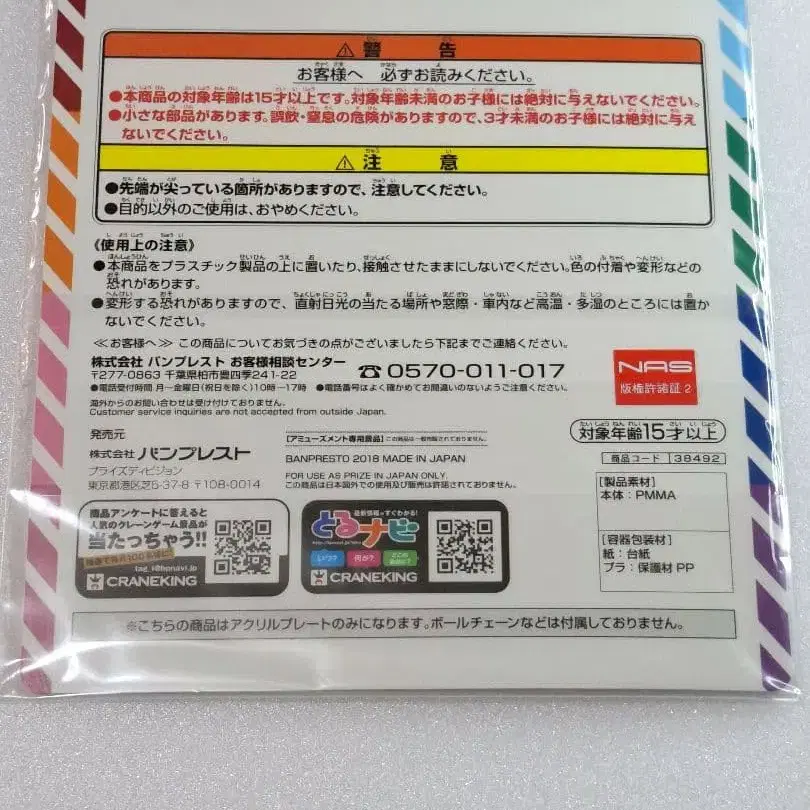 ⚠警告
お客様へ 必ずお読みください。
●本商品の対象年齢は15才以上です。対象年齢未満のお子様には絶対に与えないでください。
●小さな部品があります。誤飲・窒息の危険がありますので、3才未満のお子様には絶対に与え
ないでください。
⚠注意
●先端が尖っている箇所がありますので、注意してください。
●目的以外のご使用は、おやめください。
《使用上の注意》
●本商品をプラスチック製品の上に置いたり、接触させたままにしないでください。色の付着や変形などの
恐れがあります。
●変形する恐れがありますので、直射日光の当たる場所や窓際・車内など高温・多湿のところには置か
ないでください。
≪お客様へ≫ この商品についてお気づきの点がございましたら下記までご連絡ください。
株式会社 バンプレスト お客様相談センター
〒277-0863 千葉県柏市豊四季241-22
☎0570-011-017
●電話受付時間 月~金曜日(祝日を除く)10時~17時 ●電話番号はよく確かめてお間違いのないようご注意ください。
海外からのお問い合わせは受け付けておりません。
Customer service inquiries are not accepted from outside Japan.
NAS
版権許諾証 2
発売元
株式会社 バンプレスト
プライズディビジョン
東京都港区芝5-37-8 〒108-0014
[アミューズメント専用景品] この商品は一般市販されておりません。
BANPRESTO 2018 MADE IN JAPAN
FOR USE AS PRIZE IN JAPAN ONLY.
この商品は日本国外での使用及び販売は許諾されておりません。
対象年齢15才以上
商品コード 38492
[製品素材]
本体:PMMA
[容器包装材]
紙:台紙
プラ:保護材 PP
商品アンケートに答えると
人気のクレーンゲーム景品が
当たっちゃう!!
CRANEKING
最新情報がすぐわかる!
とるナビ
いつ? 何が?
CRANEKING
※こちらの商品はアクリルプレートのみになります。ボールチェーンなどは付属しておりません。